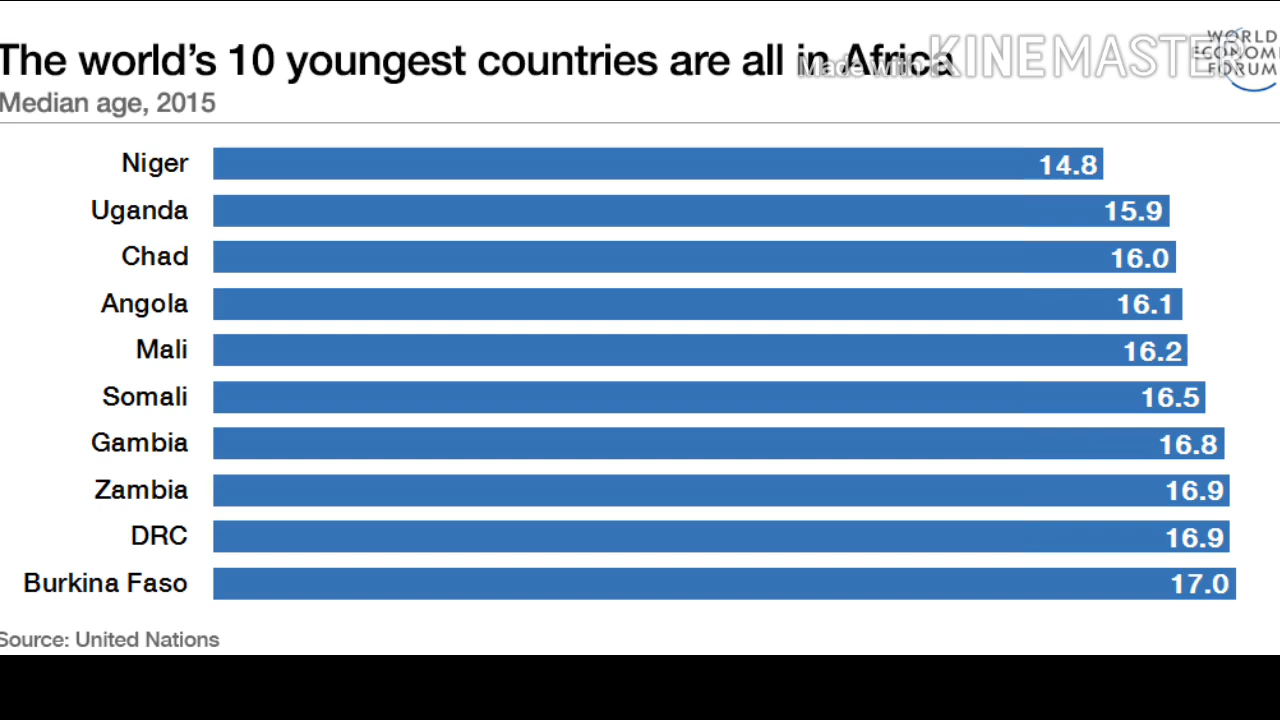 The world's 10 youngest countries are all in Africa
Made with KINEMASTER
WORLD
ECONOMIC
FORUM
Median age, 2015
Niger 14.8
Uganda 15.9
Chad 16.0
Angola 16.1
Mali 16.2
Somali 16.5
Gambia 16.8
Zambia 16.9
DRC 16.9
Burkina Faso 17.0
Source: United Nations